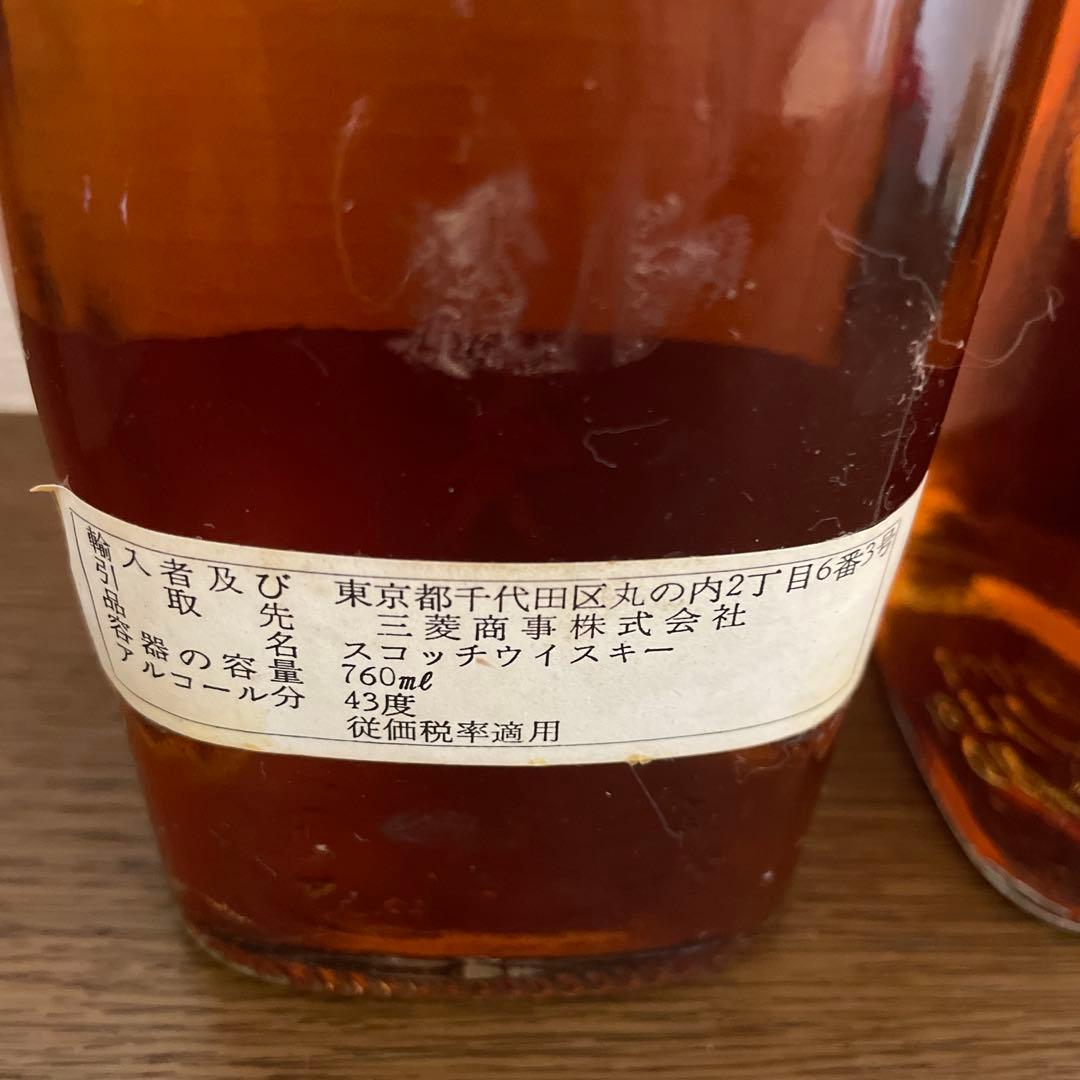 輸入者及び 東京都千代田区丸の内2丁目6番3号
引取先 三菱商事株式会社
品名 スコッチウイスキー
容器の容量 760ml
アルコール分 43度
従価税率適用